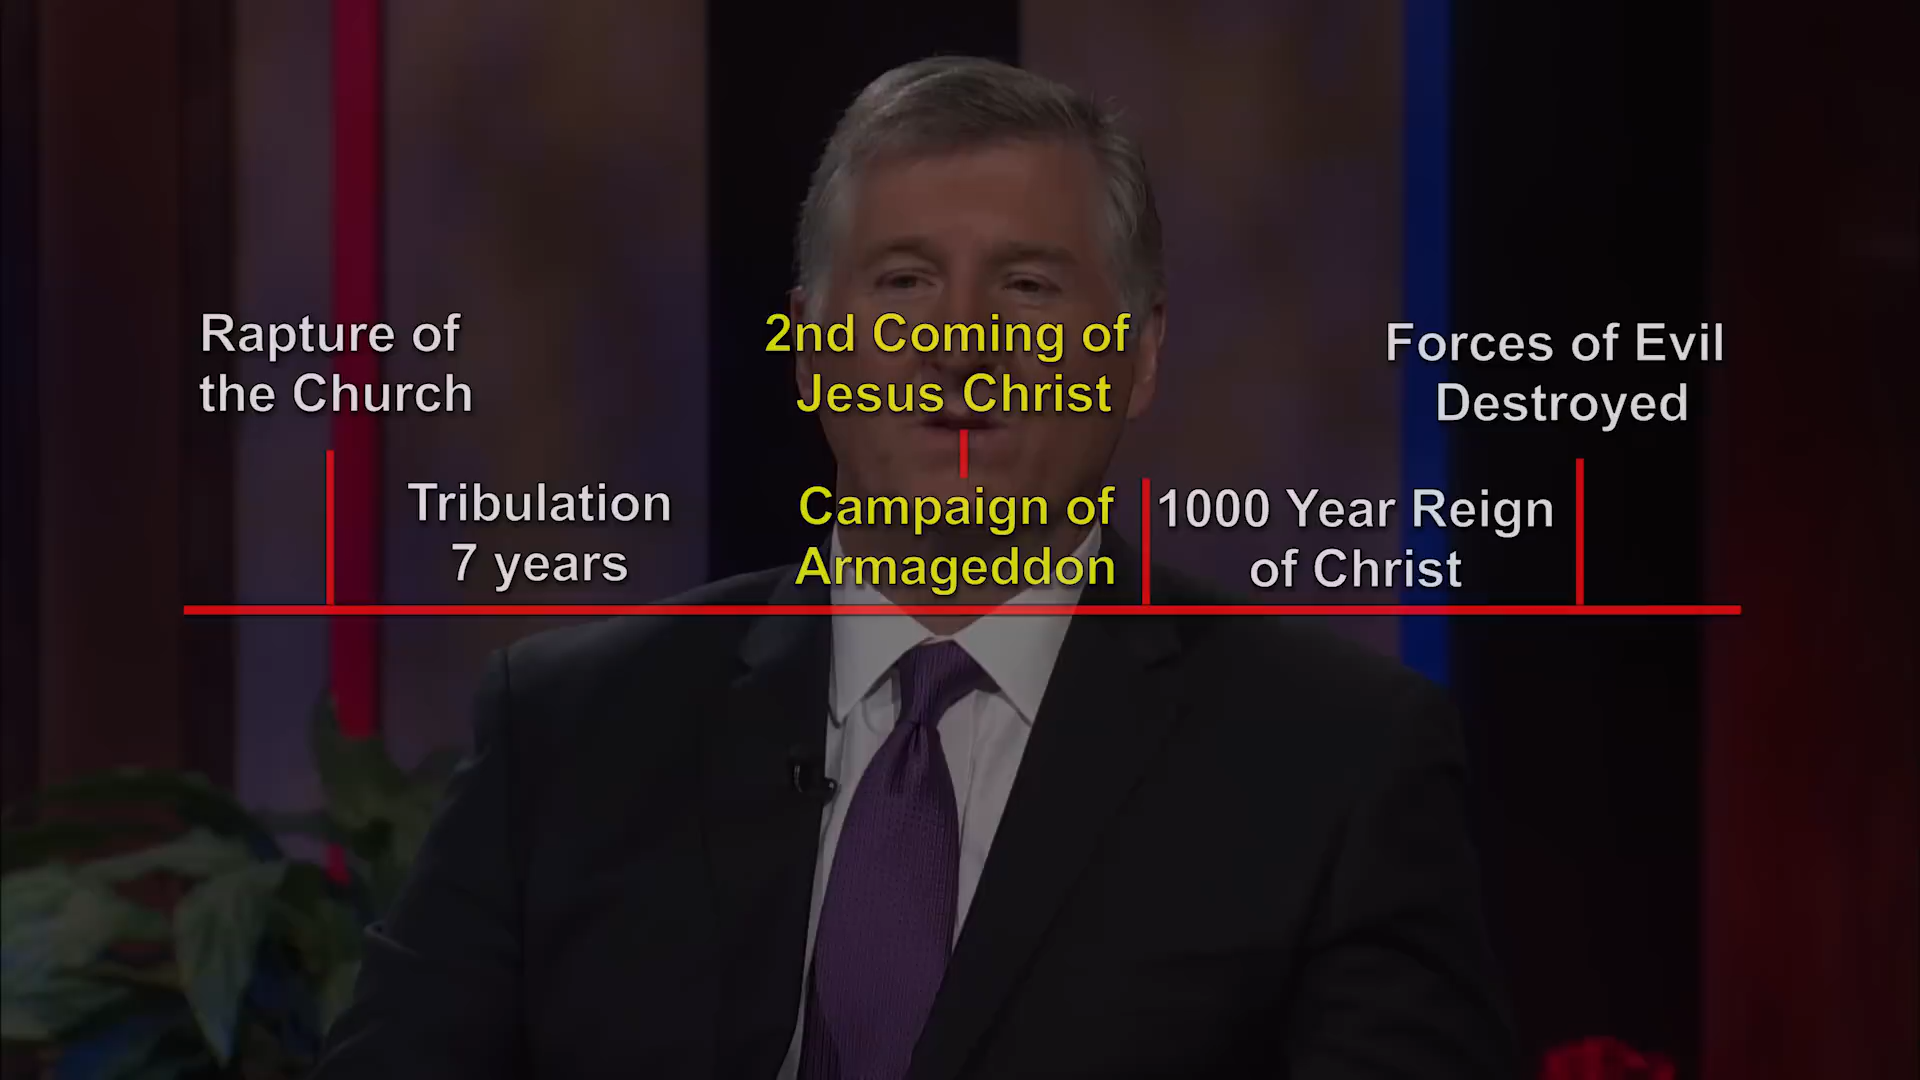 Rapture of
the Church
2nd Coming of
Jesus Christ
Forces of Evil
Destroyed
Tribulation
7 years
Campaign of
Armageddon
1000 Year Reign
of Christ